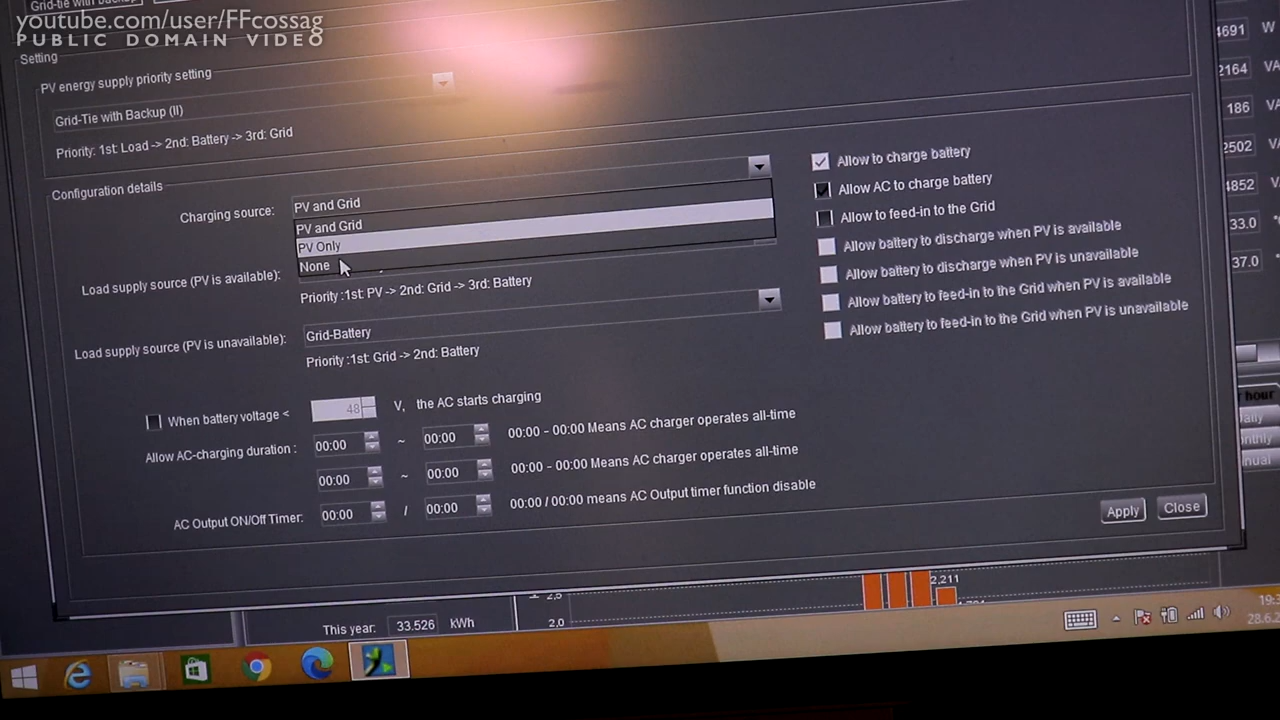 Grid-tie with backup
youtube.com/user/FFcossag
PUBLIC DOMAIN VIDEO
Setting
PV energy supply priority setting
Grid-Tie with Backup (II)
Priority: 1st: Load -> 2nd: Battery -> 3rd: Grid
Configuration details
Charging source:
PV and Grid
PV and Grid
PV Only
None
Load supply source (PV is available):
Priority :1st: PV -> 2nd: Grid -> 3rd: Battery
Load supply source (PV is unavailable):
Grid-Battery
Priority :1st: Grid -> 2nd: Battery
Allow to charge battery
Allow AC to charge battery
Allow to feed-in to the Grid
Allow battery to discharge when PV is available
Allow battery to discharge when PV is unavailable
Allow battery to feed-in to the Grid when PV is available
Allow battery to feed-in to the Grid when PV is unavailable
When battery voltage < 48 V, the AC starts charging
Allow AC-charging duration : 00:00 ~ 00:00 00:00 - 00:00 Means AC charger operates all-time
00:00 ~ 00:00 00:00 - 00:00 Means AC charger operates all-time
AC Output ON/Off Timer: 00:00 / 00:00 00:00 / 00:00 means AC Output timer function disable
Apply Close
4691 W
2164 VA
186
2502
4852
33.0
37.0
hour
2,211
2,0
This year: 33.526 kWh